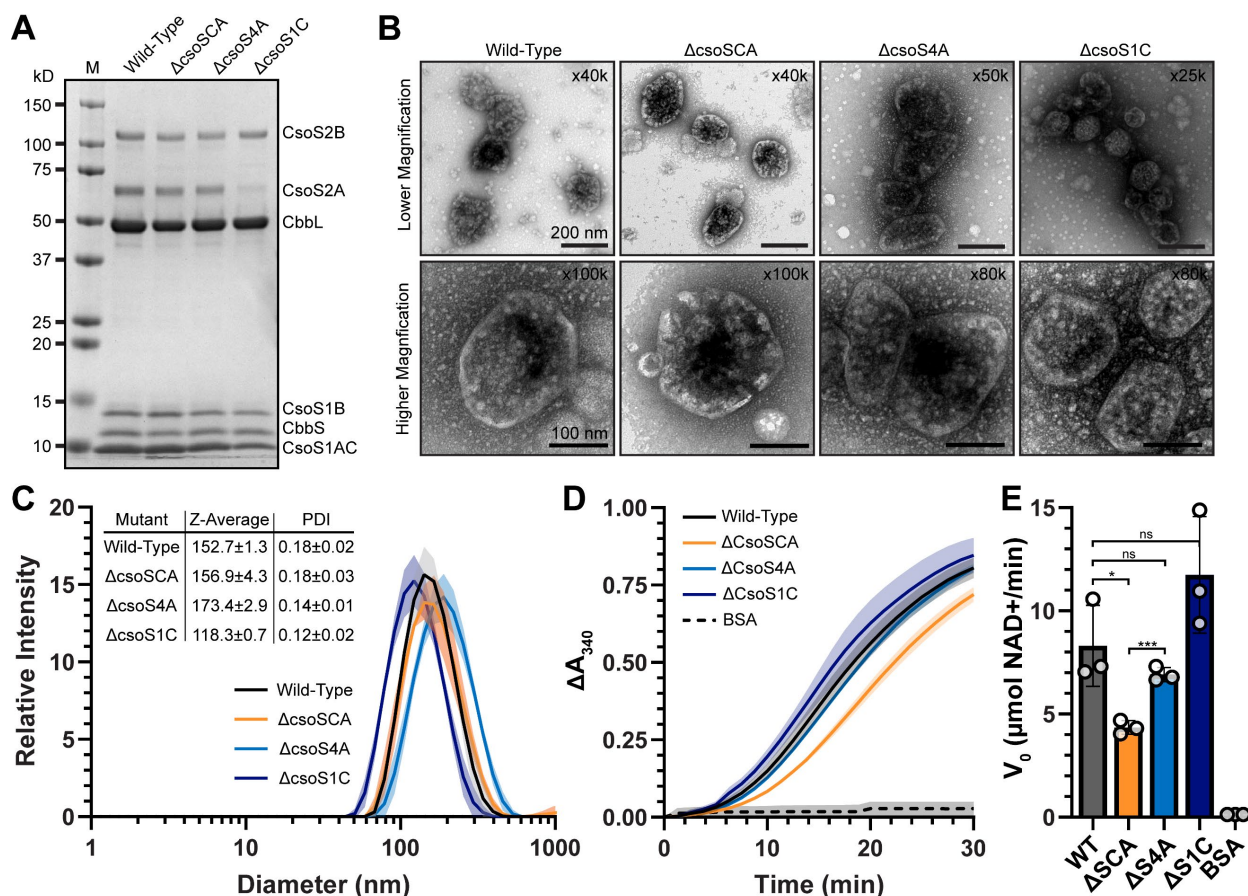 A
M
Wild-Type
ΔcsoSCA
ΔcsoS4A
ΔcsoS1C
kD
150
100
75
50
37
25
20
15
10
CsoS2B
CsoS2A
CbbL
CsoS1B
CbbS
CsoS1AC
B
Wild-Type ΔcsoSCA ΔcsoS4A ΔcsoS1C
Lower Magnification
x40k x40k x50k x25k
200 nm
Higher Magnfication
x100k x100k x80k x80k
100 nm
C
Relative Intensity
20
15
10
5
0
Mutant Z-Average PDI
Wild-Type 152.7±1.3 0.18±0.02
ΔcsoSCA 156.9±4.3 0.18±0.03
ΔcsoS4A 173.4±2.9 0.14±0.01
ΔcsoS1C 118.3±0.7 0.12±0.02
Wild-Type
ΔcsoSCA
ΔcsoS4A
ΔcsoS1C
1 10 100 1000
Diameter (nm)
D
ΔA340
1.00
0.75
0.50
0.25
0.00
Wild-Type
ΔCsoSCA
ΔCsoS4A
ΔCsoS1C
BSA
0 10 20 30
Time (min)
E
V0 (μmol NAD+/min)
15
10
5
0
ns
ns
*
***
WT ΔSCA ΔS4A ΔS1C BSA